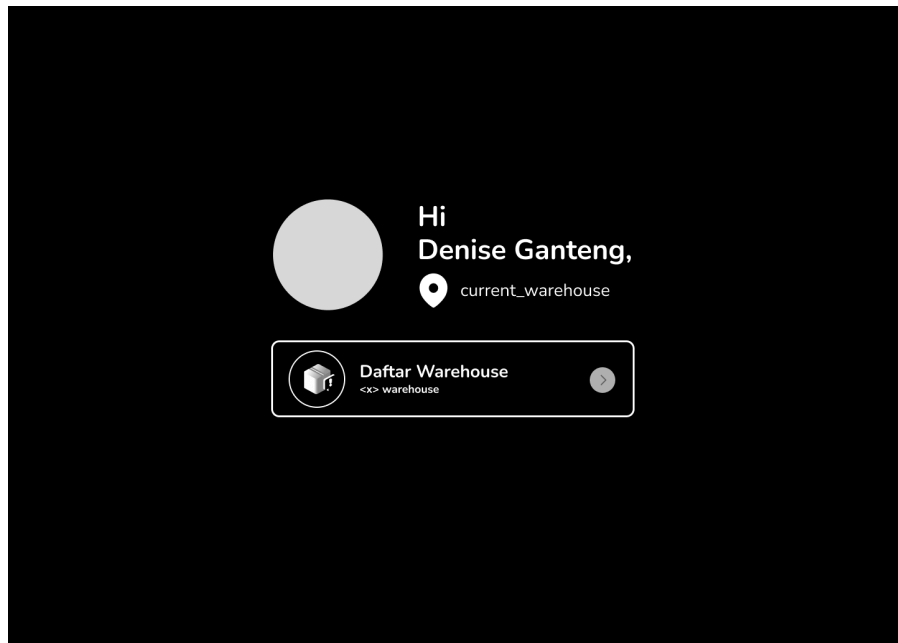 Hi
Denise Ganteng,
current_warehouse
Daftar Warehouse
<x> warehouse